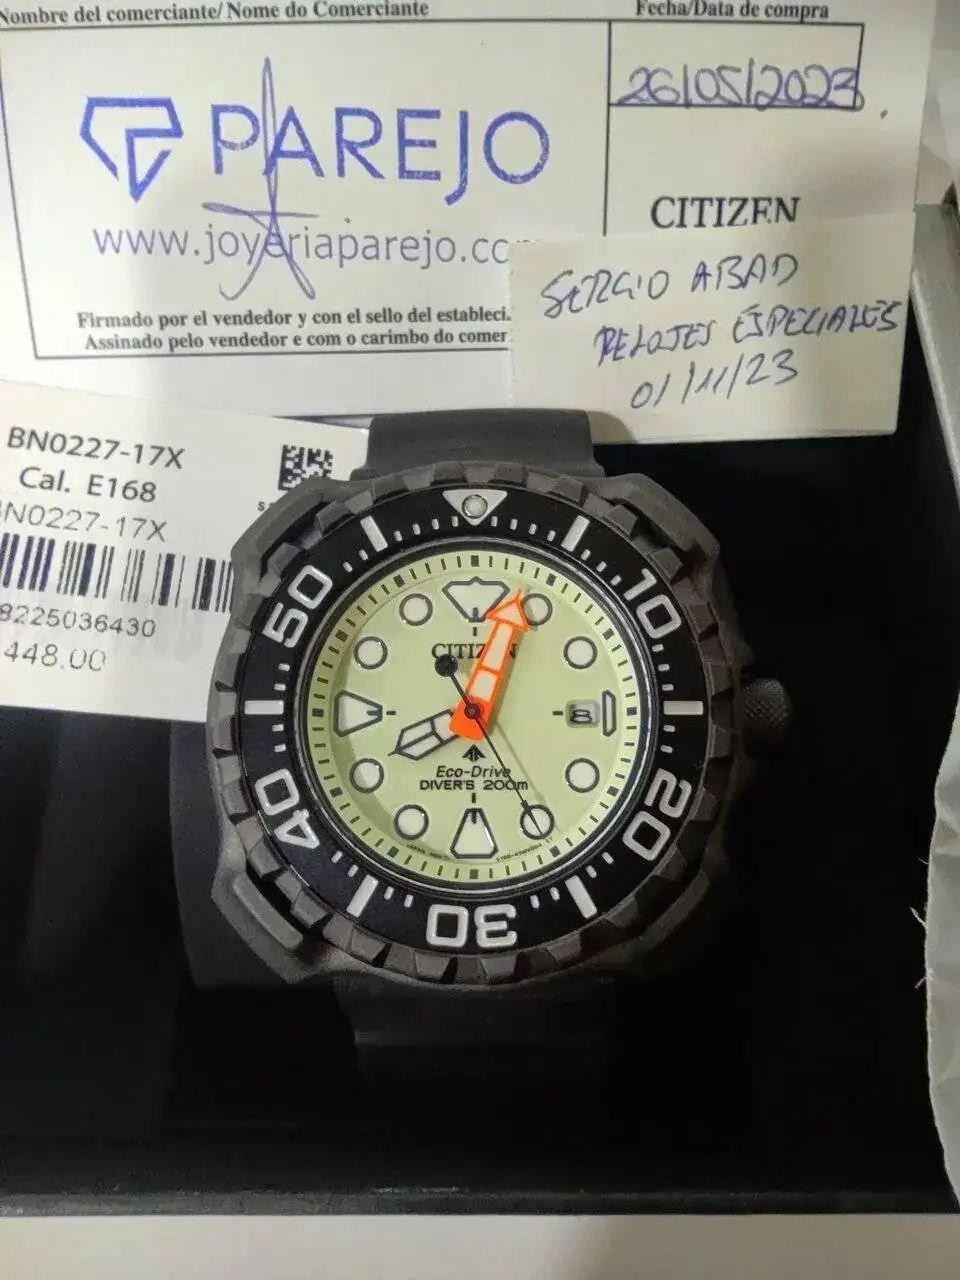 Nombre del comerciante/ Nome do Comerciante
Fecha/Data de compra
26/05/2023
PAREJO
www.joyeriaparejo.co
CITIZEN
Firmado por el vendedor y con el sello del estableci.
Assinado pelo vendedor e com o carimbo do comer
SERGIO ABAD
RELOJES ESPECIALES
01/11/23
BN0227-17X
Cal. E168
BN0227-17X
8225036430
448.00
10
20
30
40
50
CITIZEN
8
Eco-Drive
DIVER'S 200m